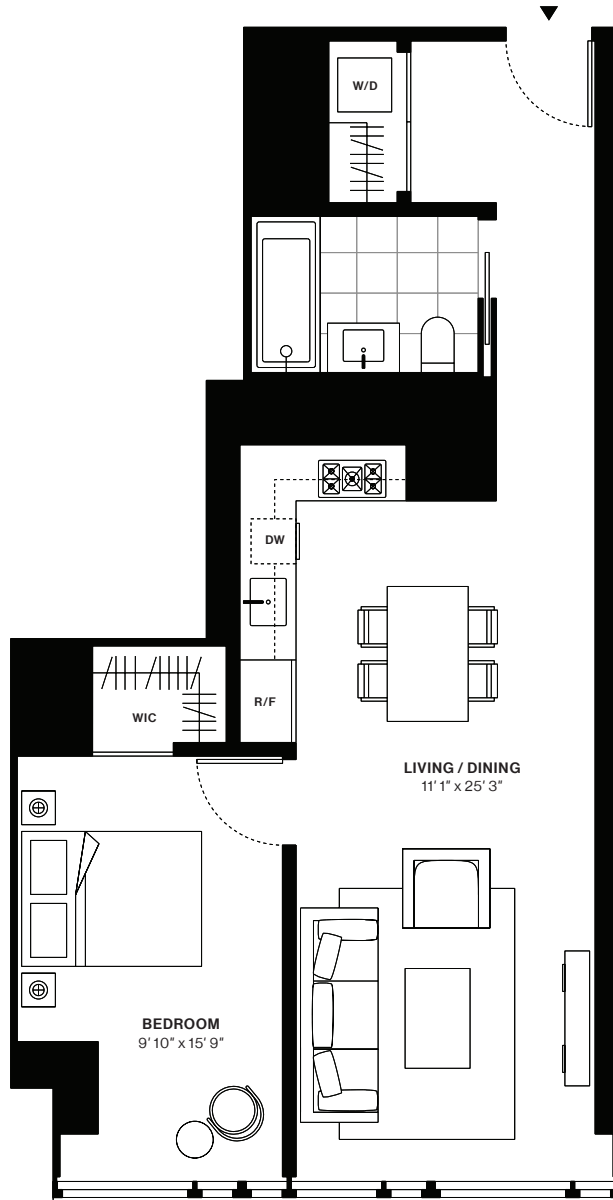 W/D
DW
R/F
WIC
LIVING / DINING
11' 1" x 25' 3"
BEDROOM
9' 10" x 15' 9"